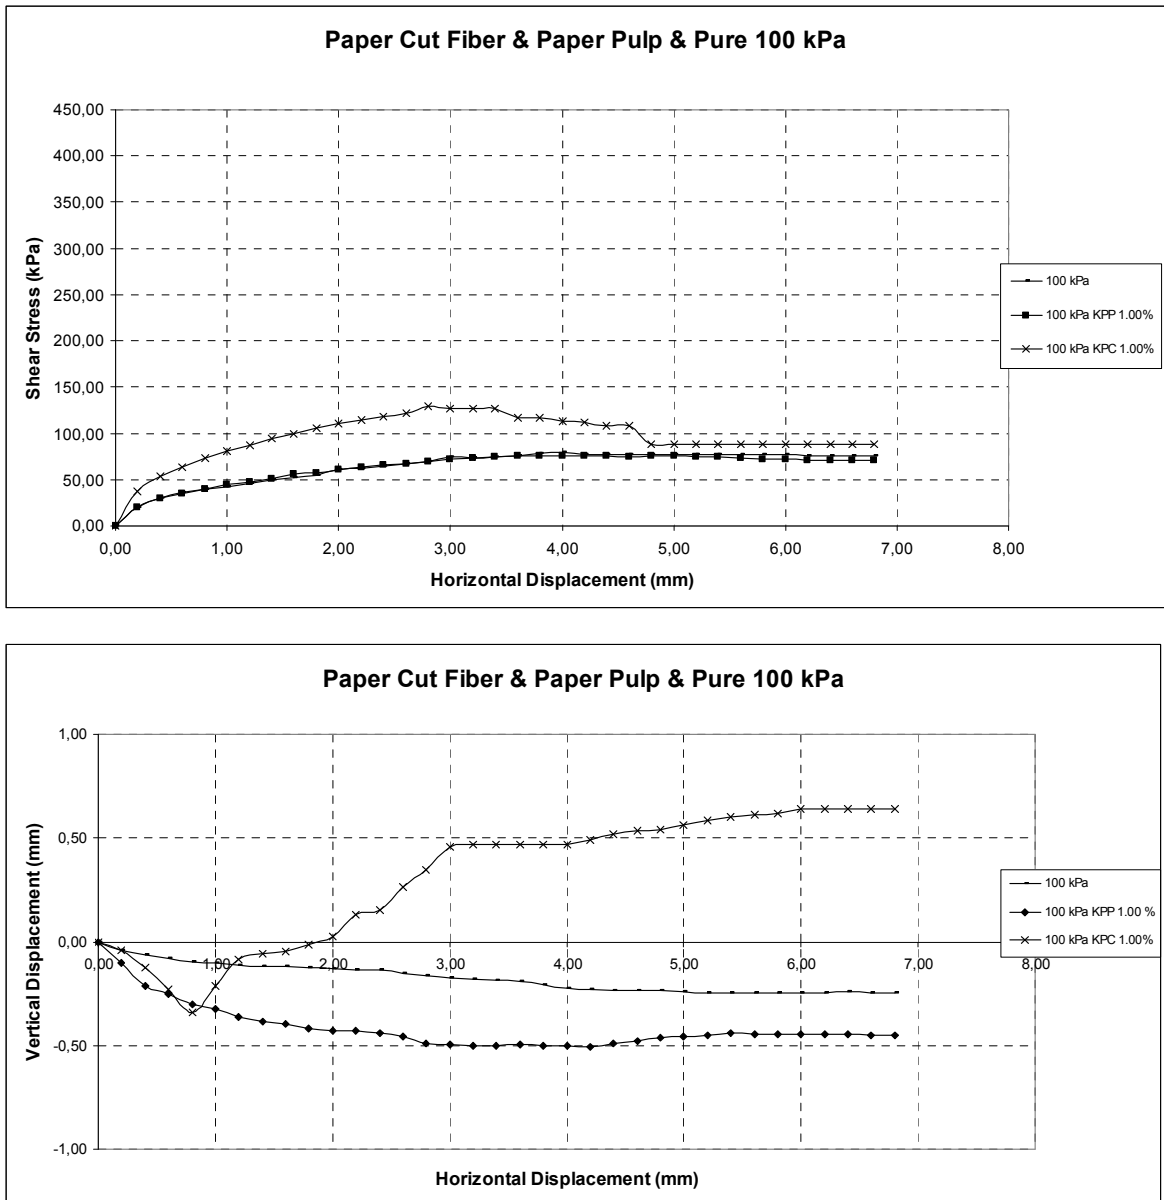 Paper Cut Fiber & Paper Pulp & Pure 100 kPa
450,00
400,00
350,00
300,00
250,00
200,00
150,00
100,00
50,00
0,00
0,00 1,00 2,00 3,00 4,00 5,00 6,00 7,00 8,00
Shear Stress (kPa)
Horizontal Displacement (mm)
100 kPa
100 kPa KPP 1.00%
100 kPa KPC 1.00%
Paper Cut Fiber & Paper Pulp & Pure 100 kPa
1,00
0,50
0,00
-0,50
-1,00
0,00 1,00 2,00 3,00 4,00 5,00 6,00 7,00 8,00
Vertical Displacement (mm)
Horizontal Displacement (mm)
100 kPa
100 kPa KPP 1.00 %
100 kPa KPC 1.00%